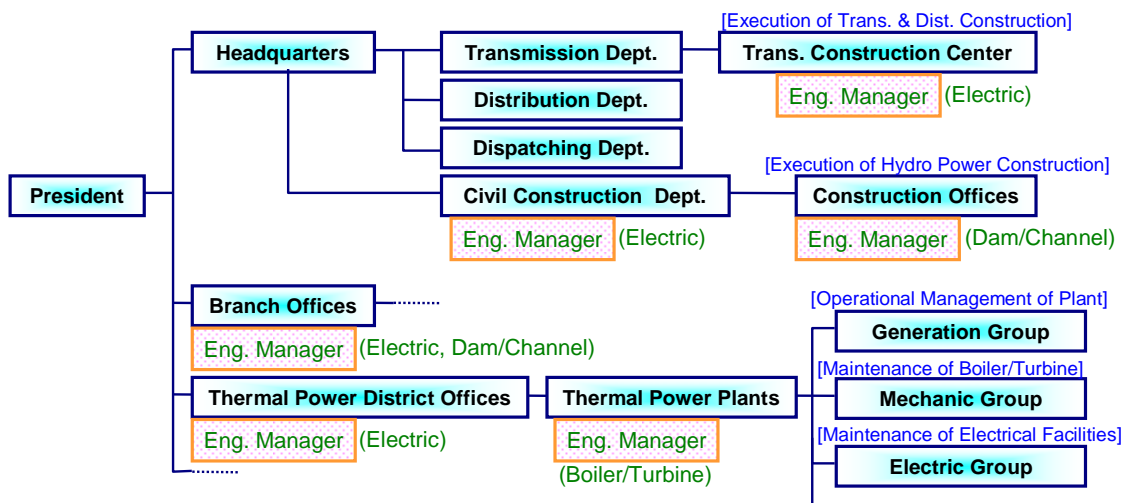 [Execution of Trans. & Dist. Construction]
Headquarters
Transmission Dept.
Trans. Construction Center
Eng. Manager (Electric)
Distribution Dept.
Dispatching Dept.
[Execution of Hydro Power Construction]
President
Civil Construction Dept.
Construction Offices
Eng. Manager (Electric)
Eng. Manager (Dam/Channel)
[Operational Management of Plant]
Branch Offices
Generation Group
Eng. Manager (Electric, Dam/Channel)
[Maintenance of Boiler/Turbine]
Thermal Power District Offices
Thermal Power Plants
Mechanic Group
Eng. Manager (Electric)
Eng. Manager
(Boiler/Turbine)
[Maintenance of Electrical Facilities]
Electric Group